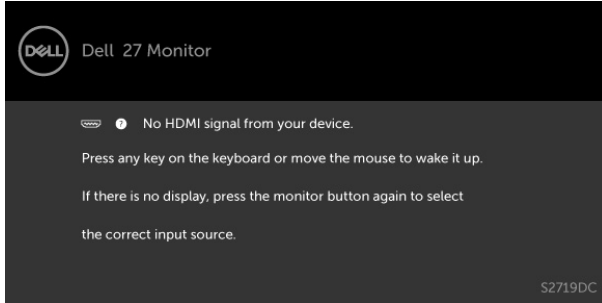 DELL
Dell 27 Monitor
? No HDMI signal from your device.
Press any key on the keyboard or move the mouse to wake it up.
If there is no display, press the monitor button again to select
the correct input source.
S2719DC